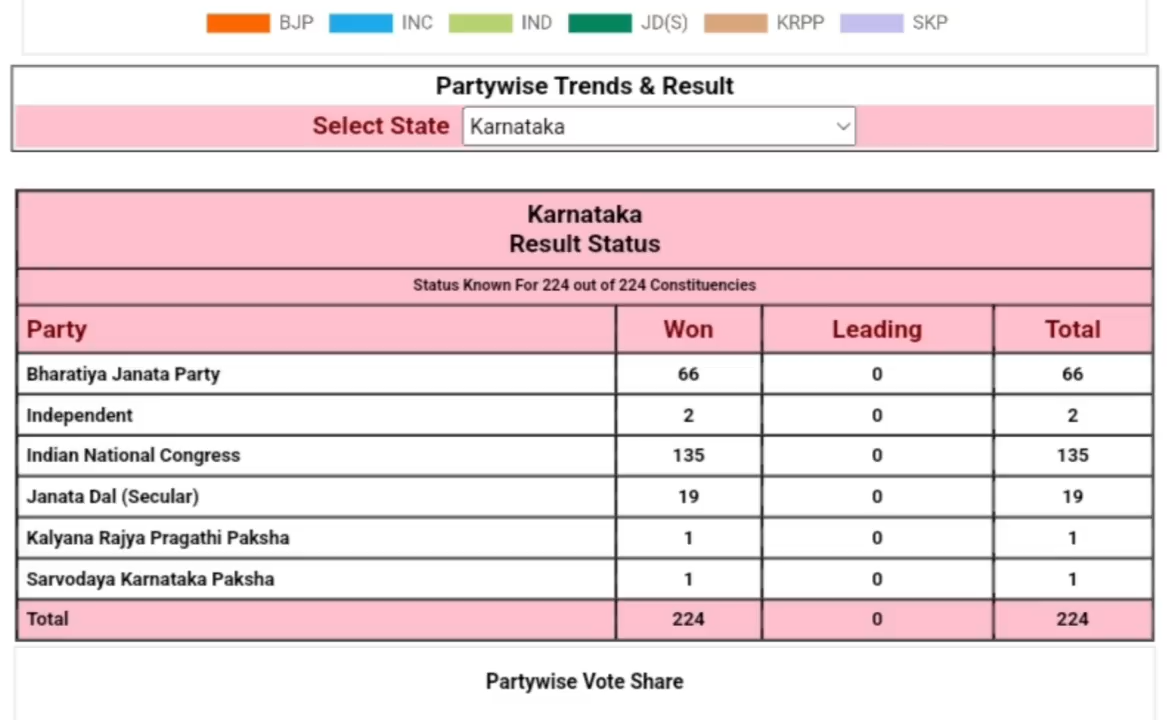 BJP INC IND JD(S) KRPP SKP
Partywise Trends & Result
Select State Karnataka
Karnataka
Result Status
Status Known For 224 out of 224 Constituencies
Party Won Leading Total
Bharatiya Janata Party 66 0 66
Independent 2 0 2
Indian National Congress 135 0 135
Janata Dal (Secular) 19 0 19
Kalyana Rajya Pragathi Paksha 1 0 1
Sarvodaya Karnataka Paksha 1 0 1
Total 224 0 224
Partywise Vote Share